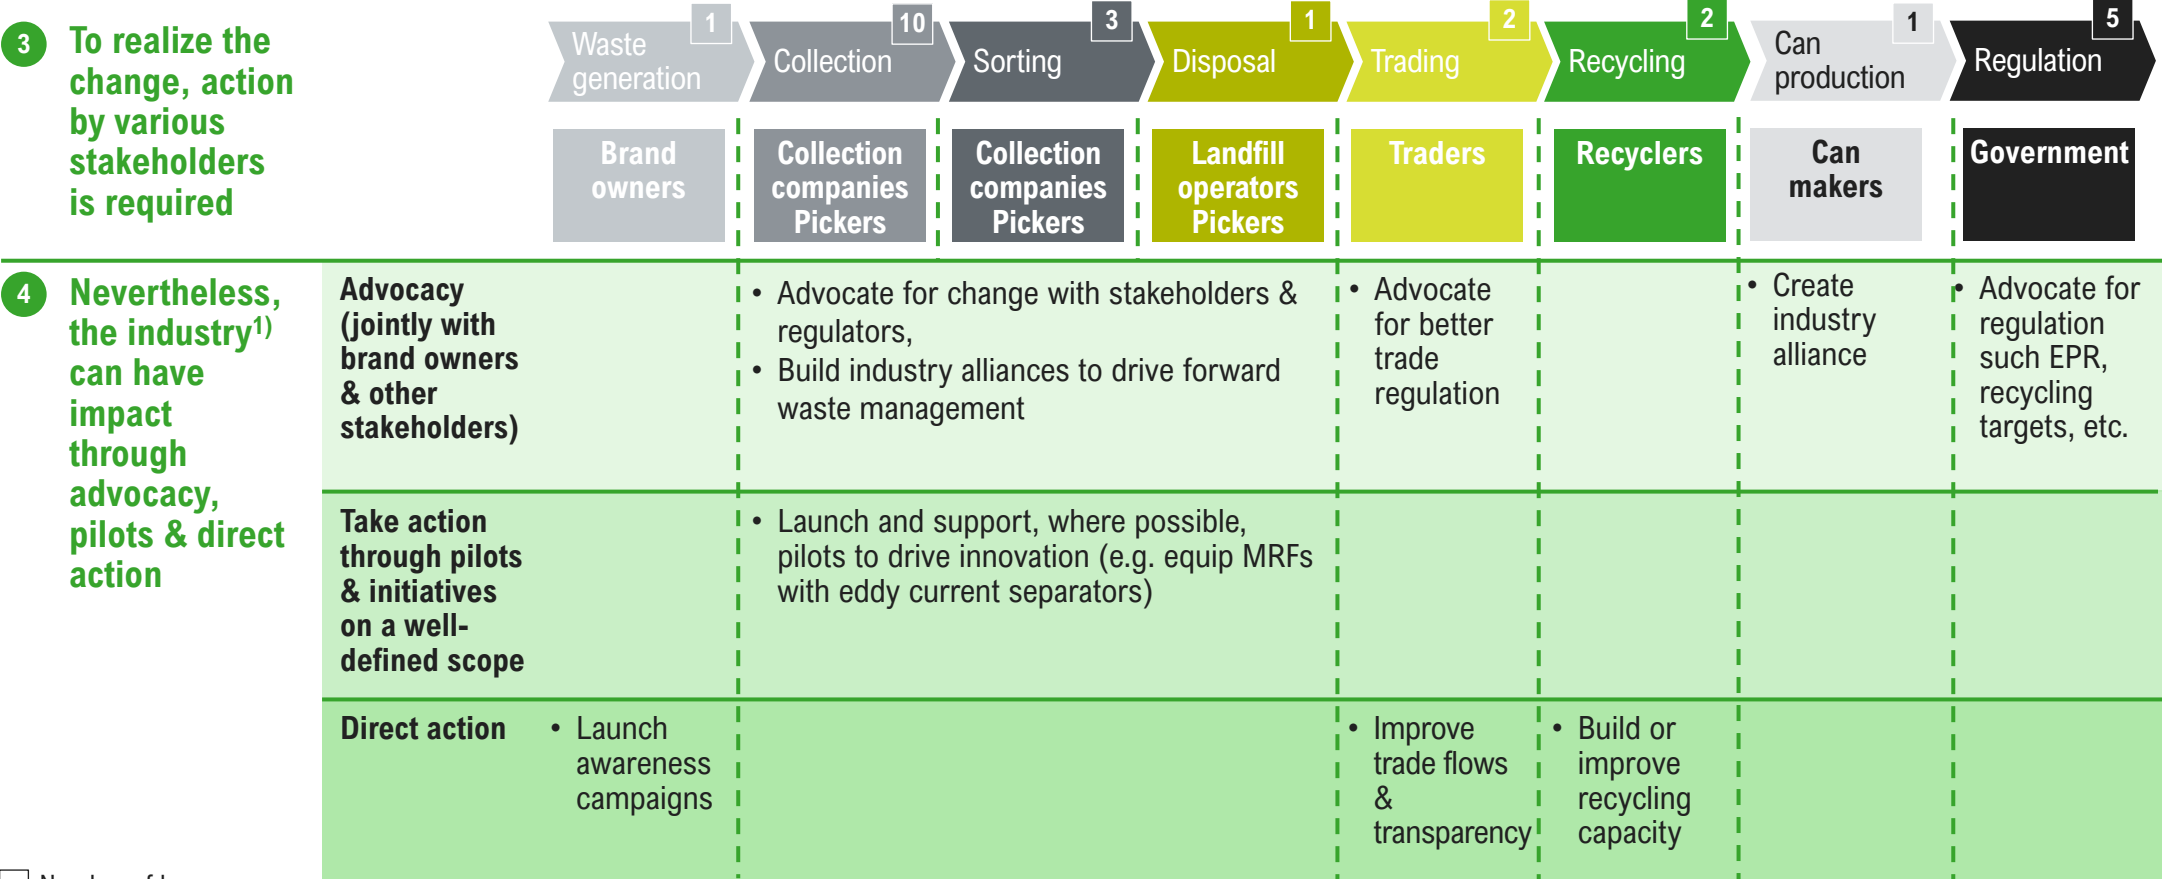 3
To realize the
change, action
by various
stakeholders
is required
Waste
generation
1
Collection
10
Sorting
3
Disposal
1
Trading
2
Recycling
2
Can
production
1
Regulation
5
Brand
owners
Collection
companies
Pickers
Collection
companies
Pickers
Landfill
operators
Pickers
Traders
Recyclers
Can
makers
Government
4
Nevertheless,
the industry1)
can have
impact
through
advocacy,
pilots & direct
action
Advocacy
(jointly with
brand owners
& other
stakeholders)
• Advocate for change with stakeholders &
regulators,
• Build industry alliances to drive forward
waste management
• Advocate
for better
trade
regulation
• Create
industry
alliance
• Advocate for
regulation
such EPR,
recycling
targets, etc.
Take action
through pilots
& initiatives
on a well-
defined scope
• Launch and support, where possible,
pilots to drive innovation (e.g. equip MRFs
with eddy current separators)
Direct action
• Launch
awareness
campaigns
• Improve
trade flows
&
transparency
• Build or
improve
recycling
capacity